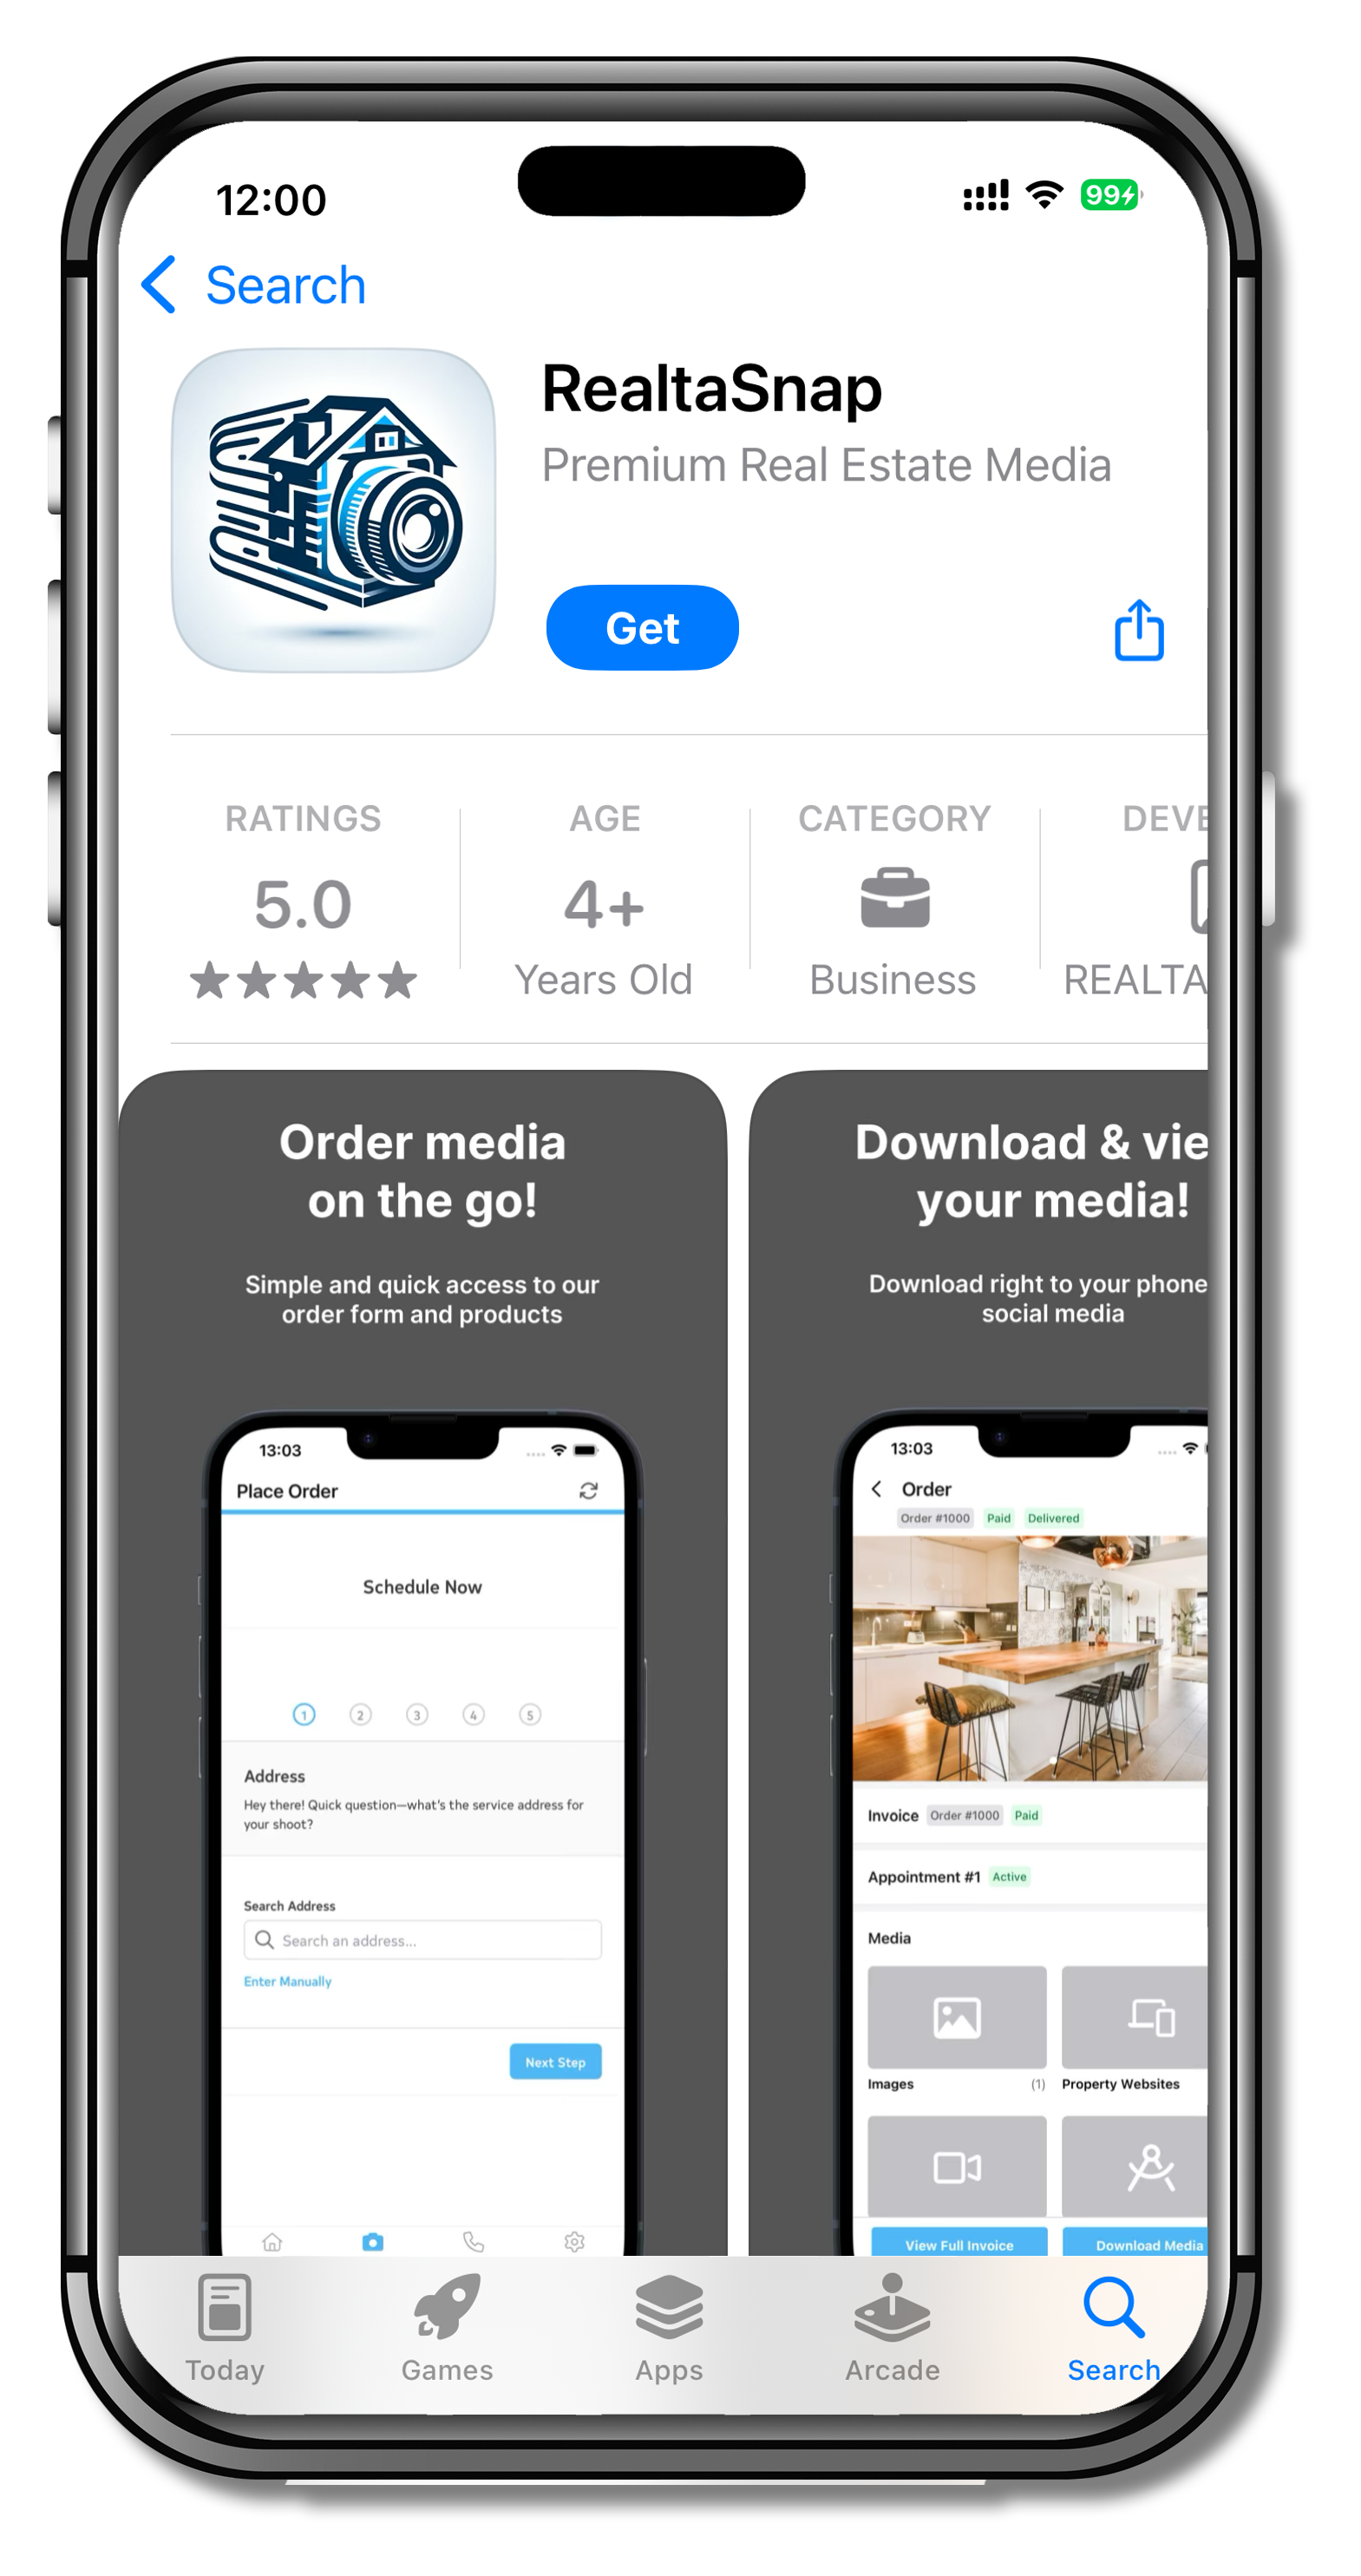 12:00
99
Search
RealtaSnap
Premium Real Estate Media
Get
RATINGS
5.0
AGE
4+
Years Old
CATEGORY
Business
DEVE
REALTA
Order media
on the go!
Simple and quick access to our
order form and products
13:03
Place Order
Schedule Now
1 2 3 4 5
Address
Hey there! Quick question—what's the service address for
your shoot?
Search Address
Search an address...
Enter Manually
Next Step
Download & vie
your media!
Download right to your phone
social media
13:03
Order
Order #1000 Paid Delivered
Invoice Order #1000 Paid
Appointment #1 Active
Media
Images (1) Property Websites
View Full Invoice Download Media
Today Games Apps Arcade Search